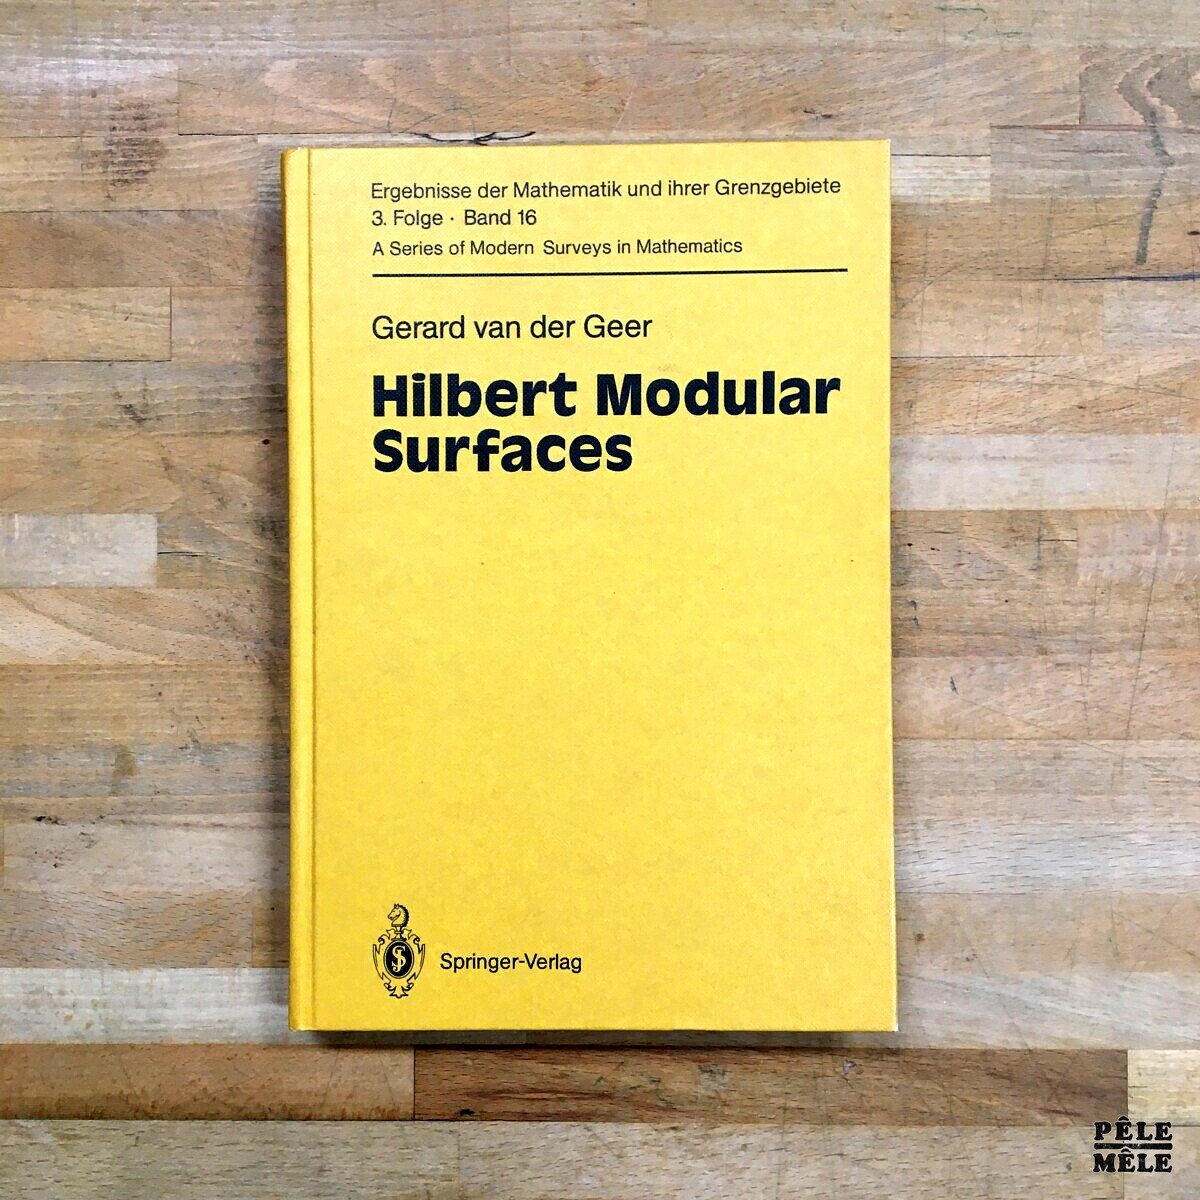 Ergebnisse der Mathematik und ihrer Grenzgebiete
3. Folge · Band 16
A Series of Modern Surveys in Mathematics
Gerard van der Geer
Hilbert Modular
Surfaces
Springer-Verlag
PÊLE
MÊLE